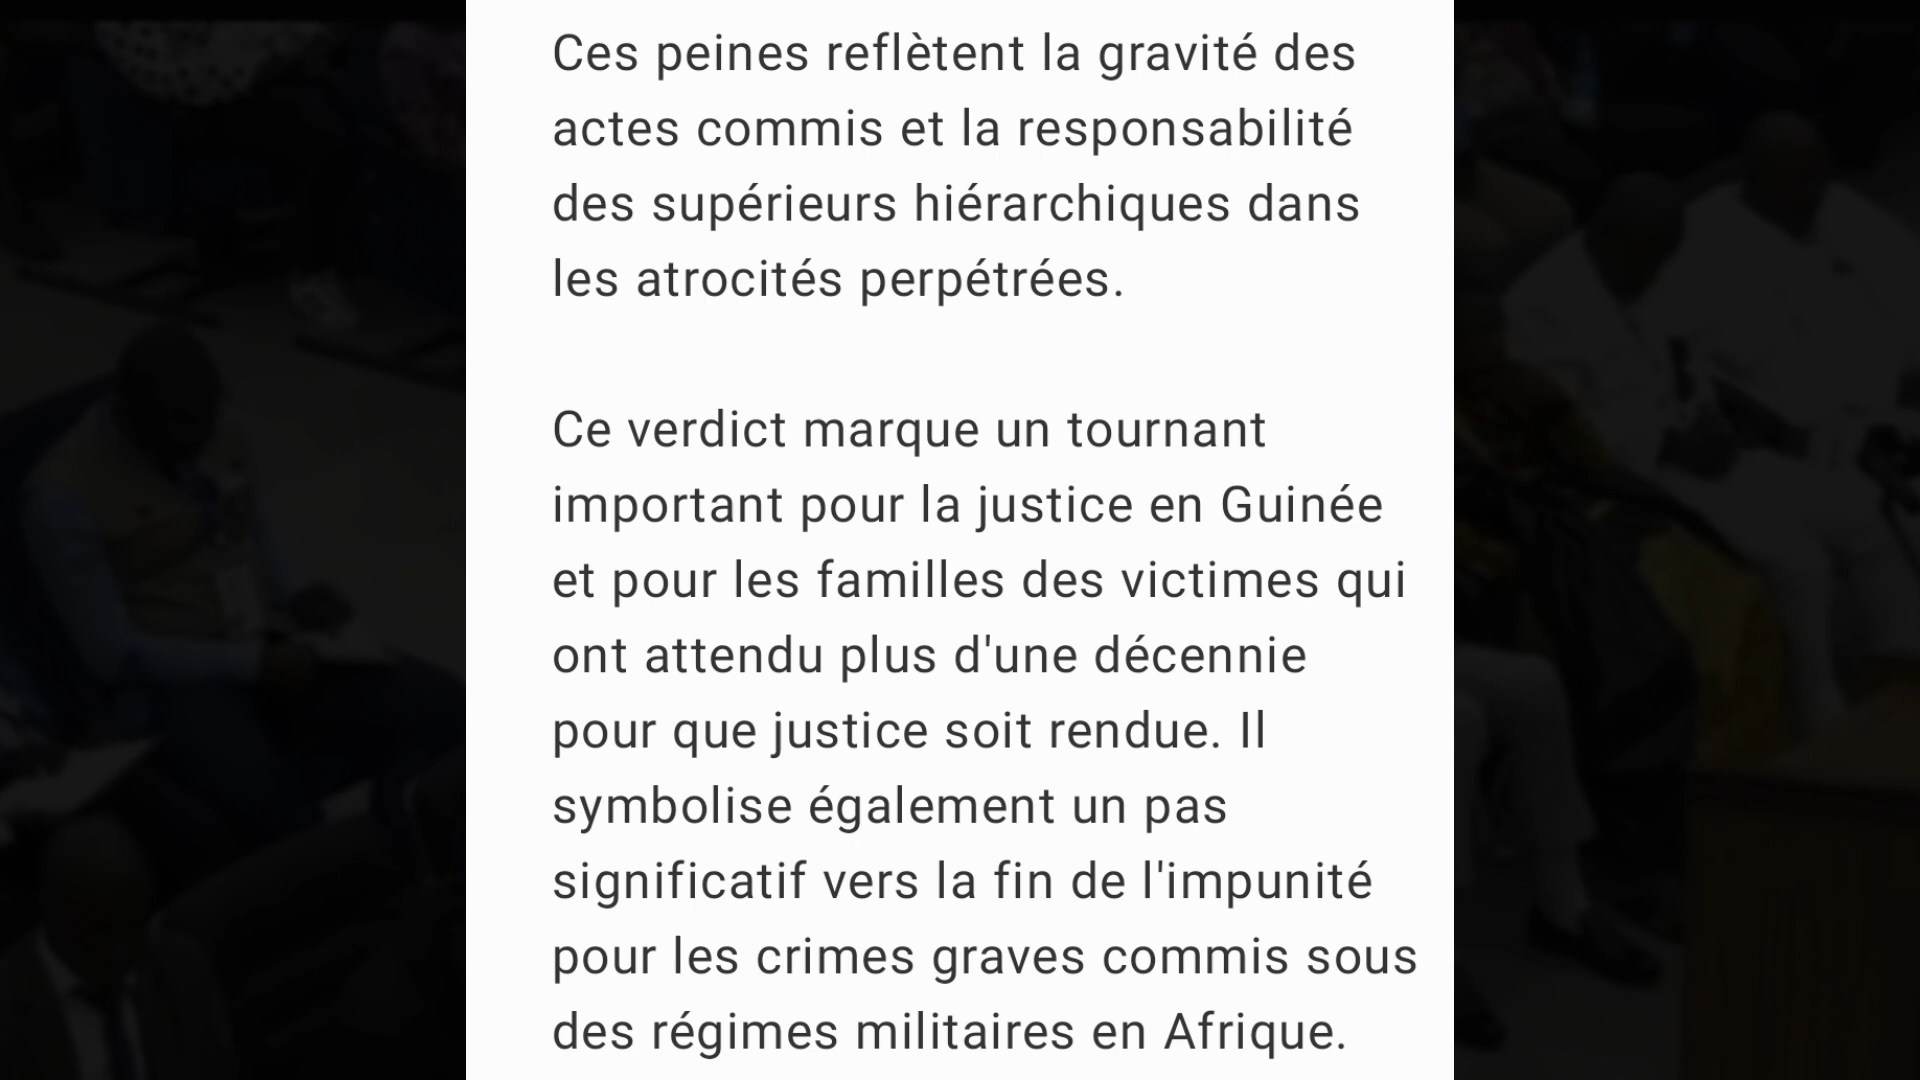 Ces peines reflètent la gravité des
actes commis et la responsabilité
des supérieurs hiérarchiques dans
les atrocités perpétrées.
Ce verdict marque un tournant
important pour la justice en Guinée
et pour les familles des victimes qui
ont attendu plus d'une décennie
pour que justice soit rendue. Il
symbolise également un pas
significatif vers la fin de l'impunité
pour les crimes graves commis sous
des régimes militaires en Afrique.